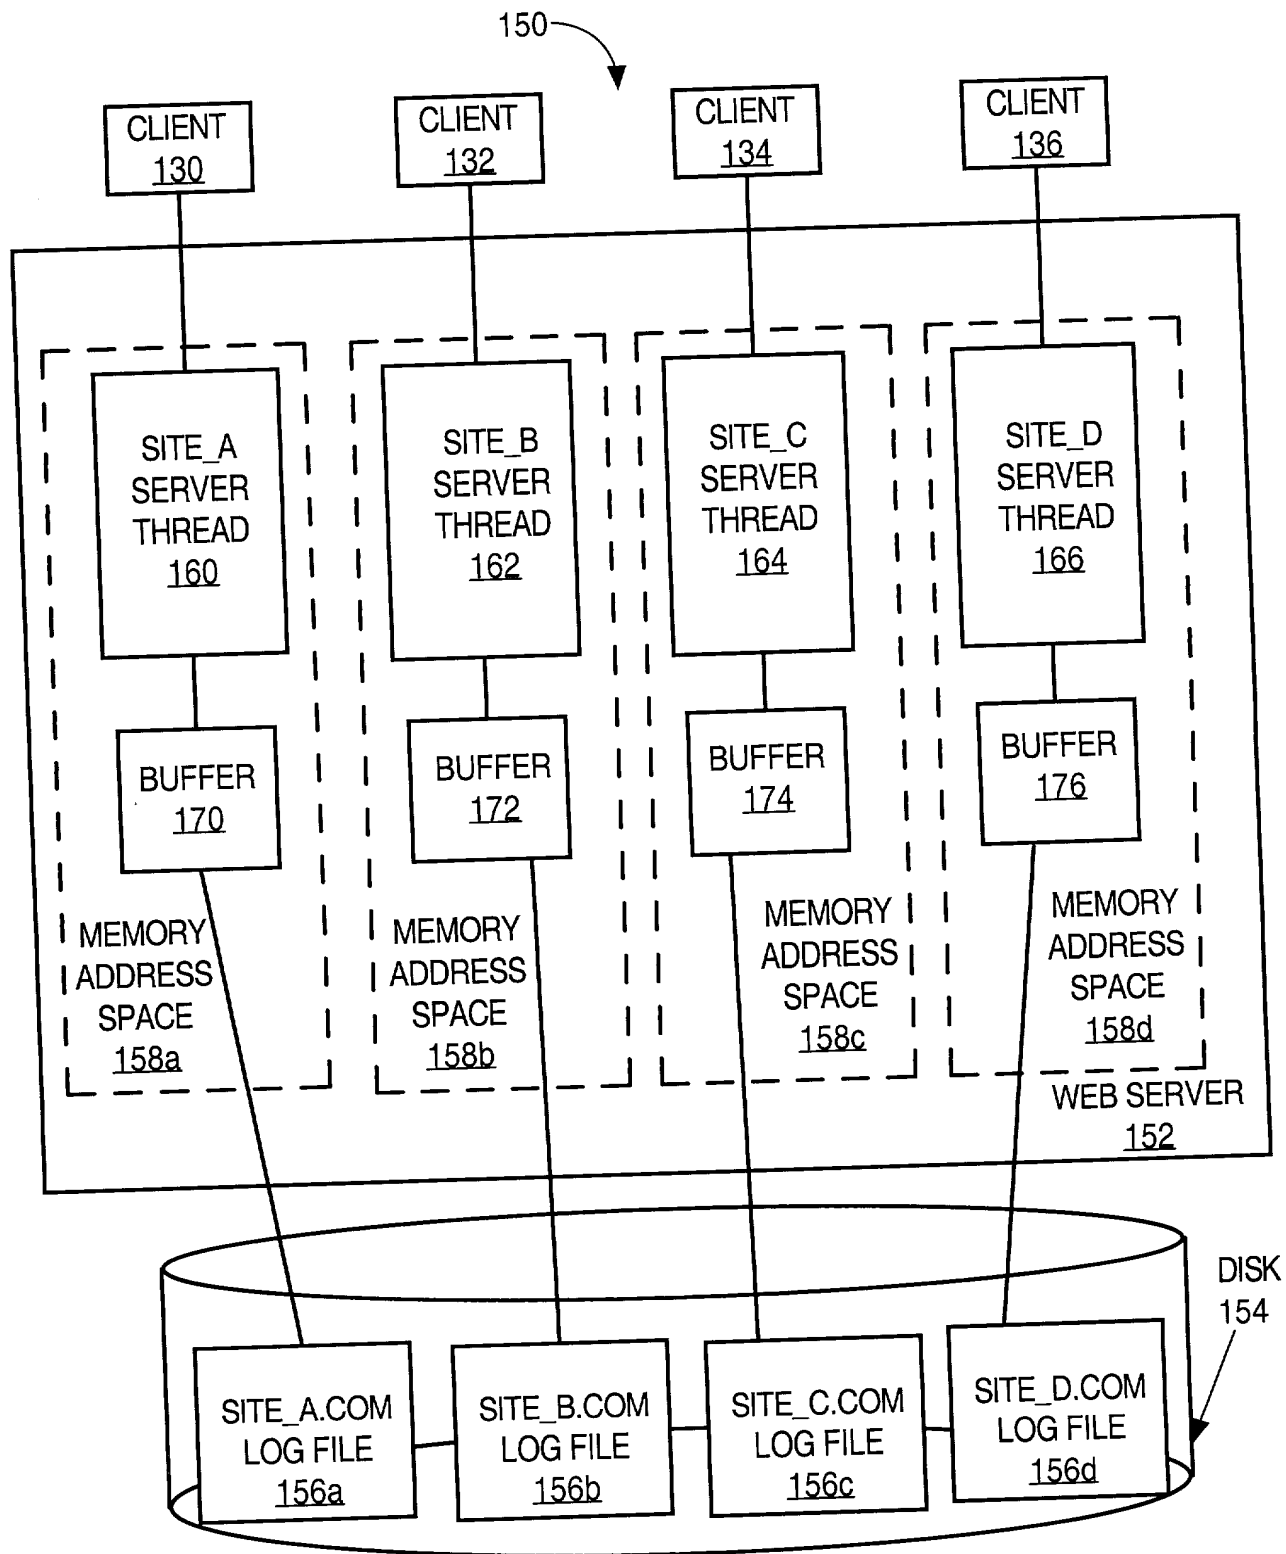 150
CLIENT
130
CLIENT
132
CLIENT
134
CLIENT
136
SITE_A
SERVER
THREAD
160
SITE_B
SERVER
THREAD
162
SITE_C
SERVER
THREAD
164
SITE_D
SERVER
THREAD
166
BUFFER
170
BUFFER
172
BUFFER
174
BUFFER
176
MEMORY
ADDRESS
SPACE
158a
MEMORY
ADDRESS
SPACE
158b
MEMORY
ADDRESS
SPACE
158c
MEMORY
ADDRESS
SPACE
158d
WEB SERVER
152
DISK
154
SITE_A.COM
LOG FILE
156a
SITE_B.COM
LOG FILE
156b
SITE_C.COM
LOG FILE
156c
SITE_D.COM
LOG FILE
156d